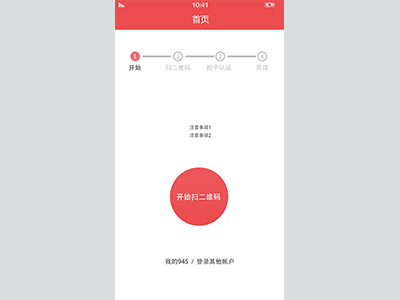 10:41
首页
1 2 3 4
开始 扫二维码 拍卡认证 完成
注意事项1
注意事项2
开始扫二维码
我的945 / 登录其他帐户